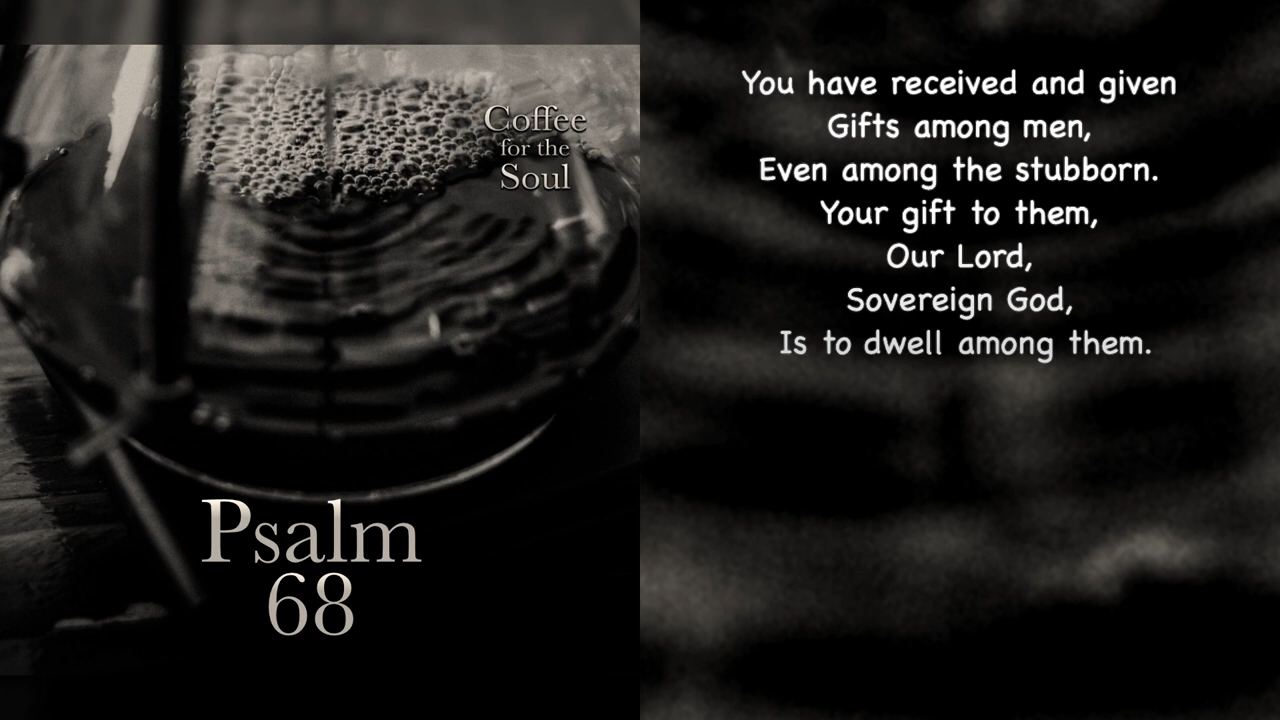 Coffee
for the
Soul
Psalm
68
You have received and given
Gifts among men,
Even among the stubborn.
Your gift to them,
Our Lord,
Sovereign God,
Is to dwell among them.